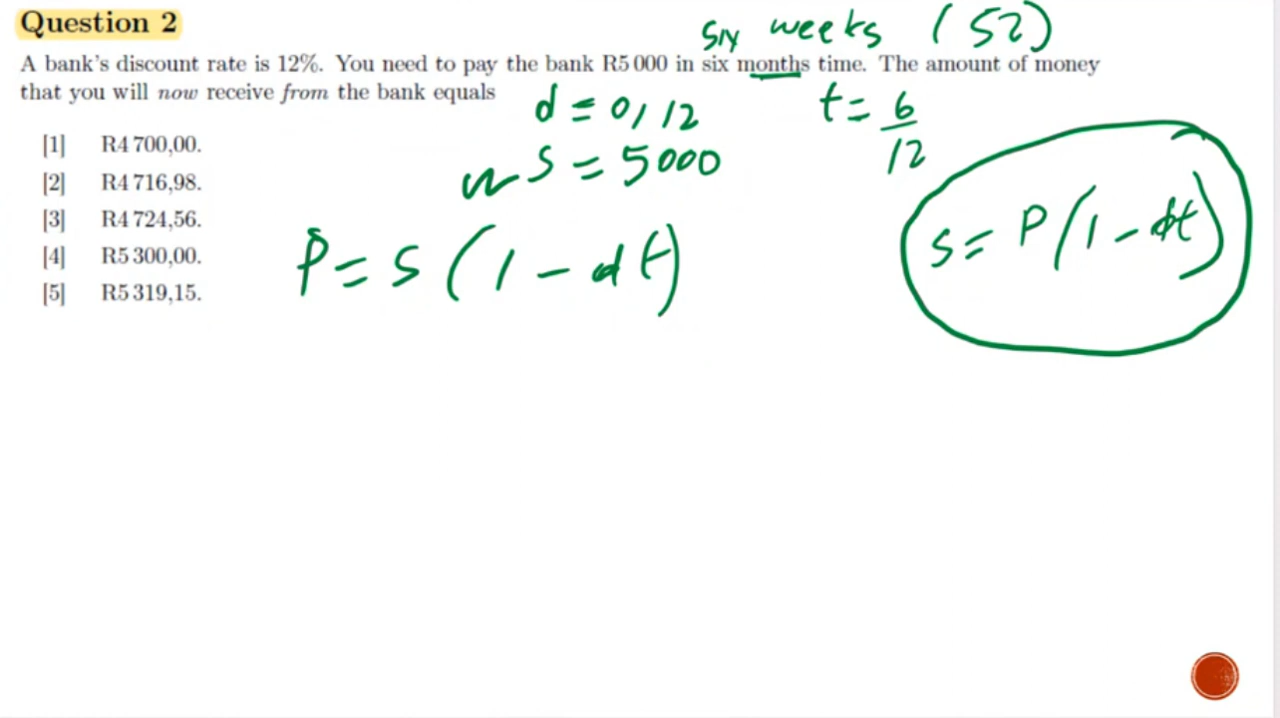 Question 2
six weeks (52)
A bank's discount rate is 12%. You need to pay the bank R5 000 in six months time. The amount of money
that you will now receive from the bank equals
d = 0,12
t = 6/12
S = 5000
[1] R4 700,00.
[2] R4 716,98.
[3] R4 724,56.
[4] R5 300,00.
[5] R5 319,15.
P = S (1 - dt)
S = P (1 - dt)